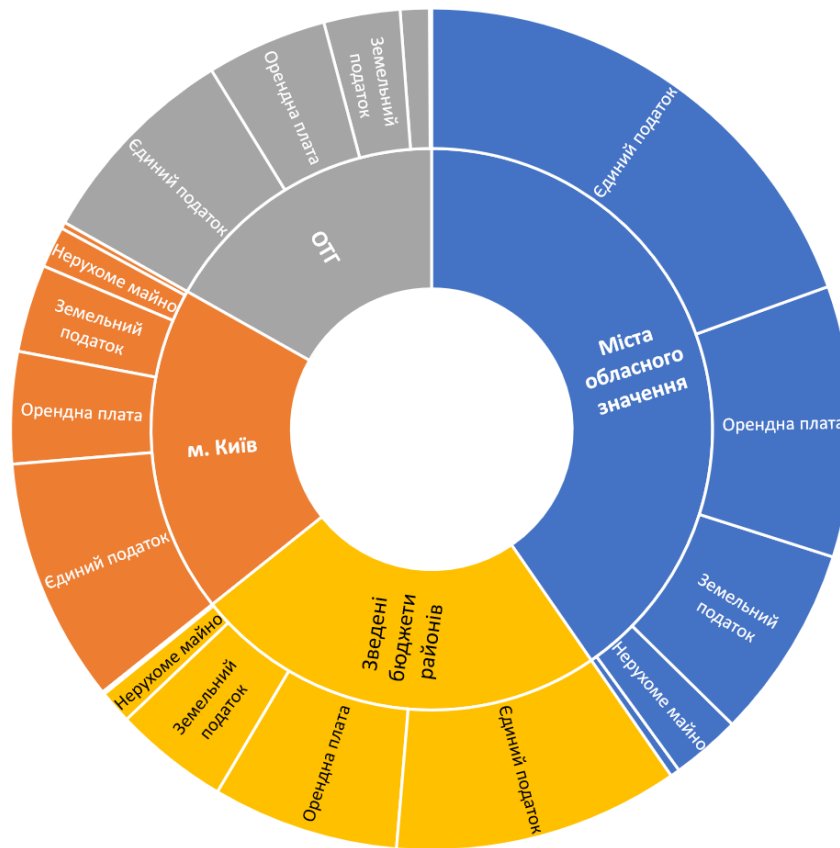 Міста
обласного
значення
Єдиний податок
Орендна плата
Земельний
податок
Нерухоме майно
Зведені
бюджети
районів
Єдиний податок
Орендна плата
Земельний
податок
Нерухоме майно
м. Київ
Єдиний податок
Орендна плата
Земельний
податок
Нерухоме майно
ОТГ
Єдиний податок
Орендна плата
Земельний
податок